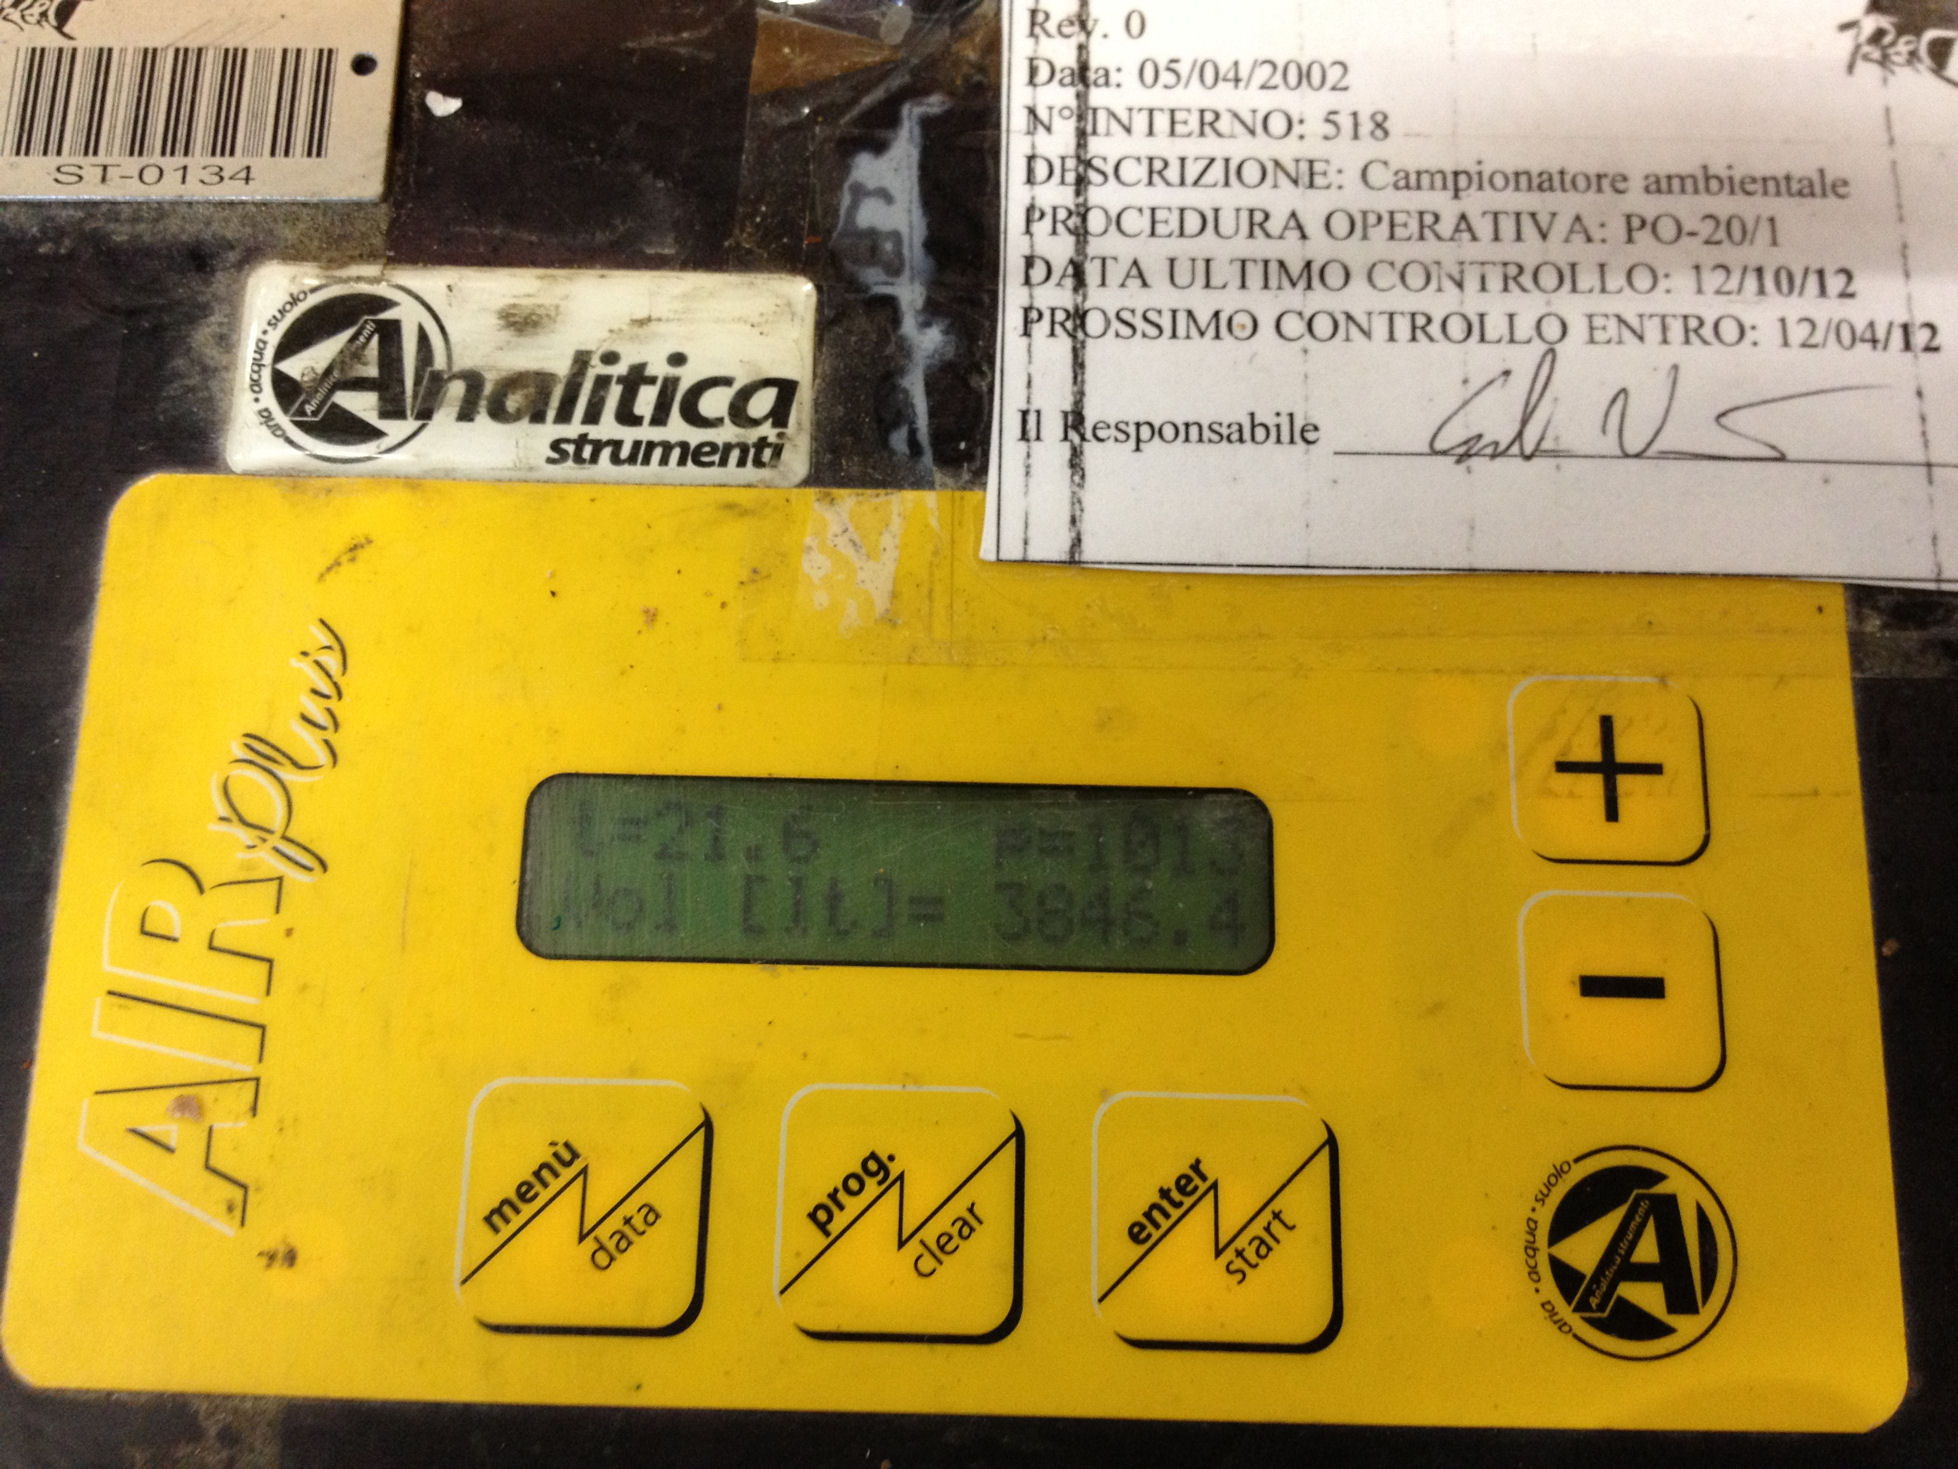 ST-0134
Rev. 0
Data: 05/04/2002
N° INTERNO: 518
DESCRIZIONE: Campionatore ambientale
PROCEDURA OPERATIVA: PO-20/1
DATA ULTIMO CONTROLLO: 12/10/12
PROSSIMO CONTROLLO ENTRO: 12/04/12
Il Responsabile
aria • acqua • suolo
Analitica
strumenti
AIR plus
t=21.6 P=1013
Vol [lt]= 3846.4
+
-
menù
data
prog.
clear
enter
start
aria • acqua • suolo
A
Analitica strumenti